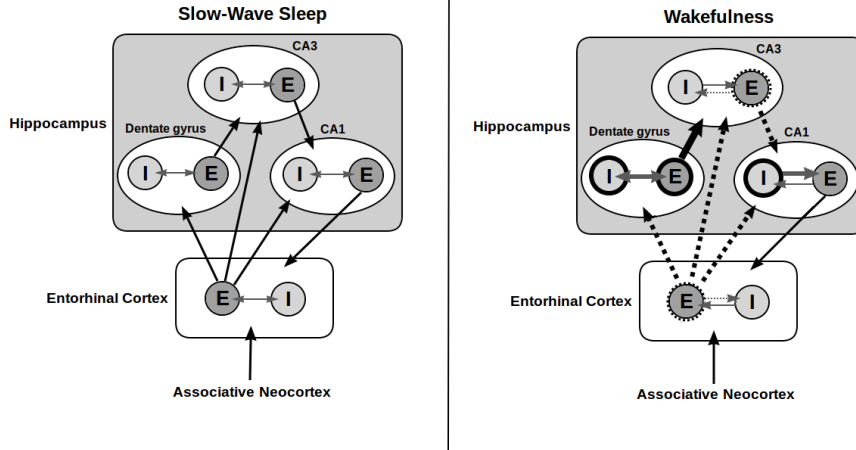 Slow-Wave Sleep
CA3
I
E
Hippocampus
Dentate gyrus
CA1
I
E
I
E
Entorhinal Cortex
E
I
Associative Neocortex
Wakefulness
CA3
I
E
Hippocampus
Dentate gyrus
CA1
I
E
I
E
Entorhinal Cortex
E
I
Associative Neocortex